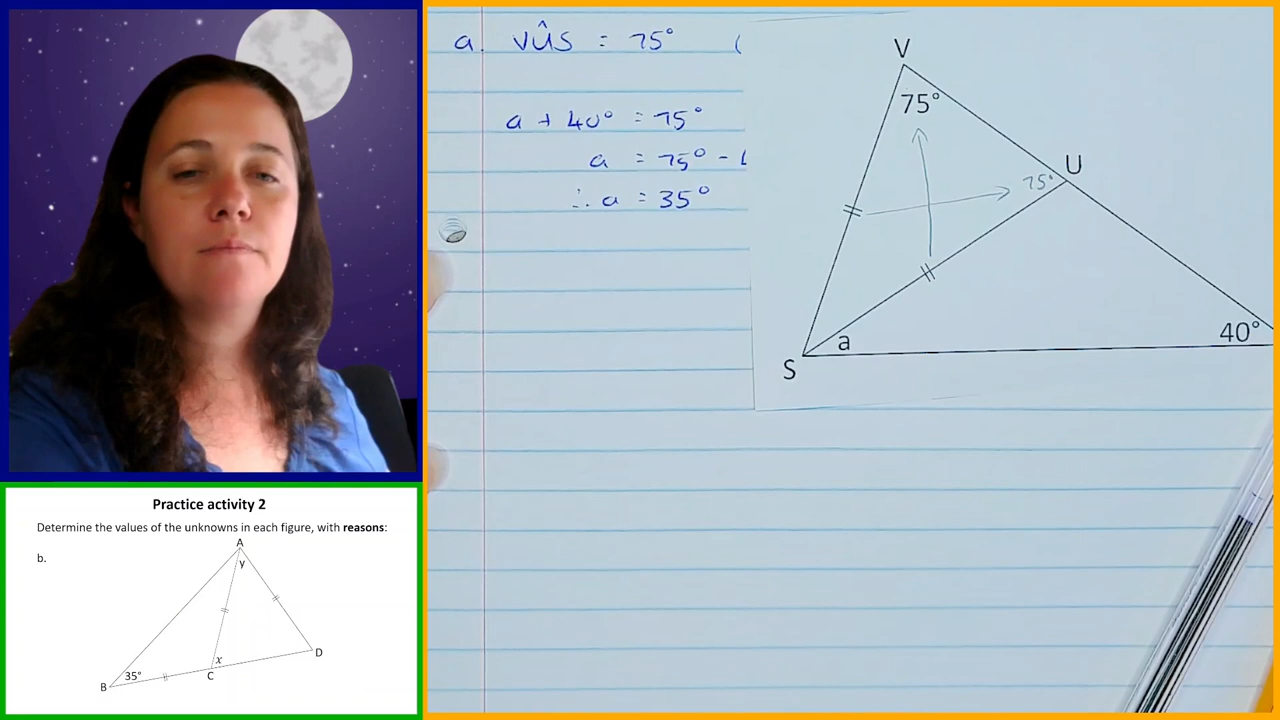 a. VÛS = 75° (
a + 40° = 75°
a = 75° -
∴ a = 35°
V
75°
U
75°
S
a
40°
Practice activity 2
Determine the values of the unknowns in each figure, with reasons:
b.
A
y
35°
x
B
C
D